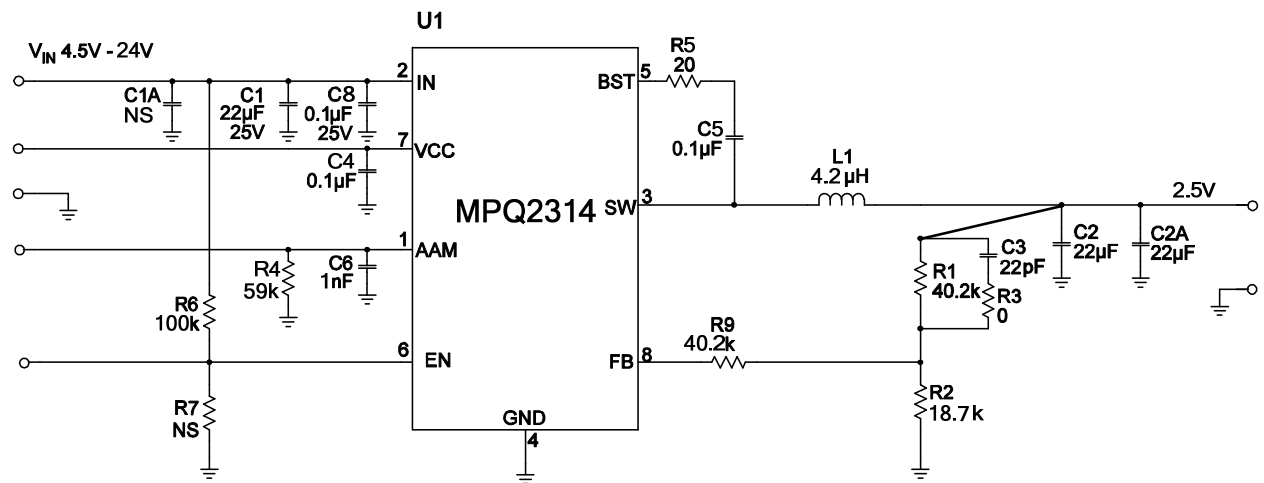 U1
V_IN 4.5V - 24V
2
IN
C1A
NS
C1
22µF
25V
C8
0.1µF
25V
7
VCC
C4
0.1µF
1
AAM
R4
59k
C6
1nF
R6
100k
6
EN
R7
NS
MPQ2314
GND
4
BST
5
R5
20
C5
0.1µF
SW
3
L1
4.2µH
2.5V
C2
22µF
C2A
22µF
C3
22pF
R1
40.2k
R3
0
R9
40.2k
FB
8
R2
18.7k